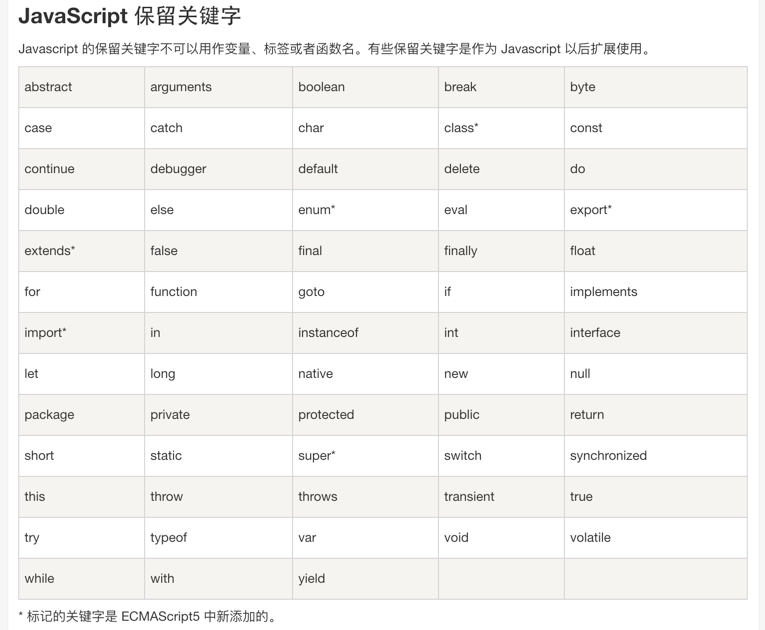 JavaScript 保留关键字
Javascript 的保留关键字不可以用作变量、标签或者函数名。有些保留关键字是作为 Javascript 以后扩展使用。
abstract arguments boolean break byte
case catch char class* const
continue debugger default delete do
double else enum* eval export*
extends* false final finally float
for function goto if implements
import* in instanceof int interface
let long native new null
package private protected public return
short static super* switch synchronized
this throw throws transient true
try typeof var void volatile
while with yield
* 标记的关键字是 ECMAScript5 中新添加的。